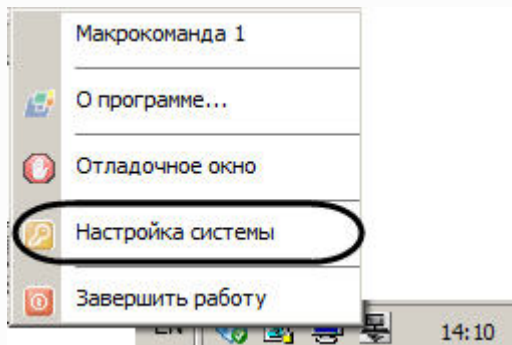 Макрокоманда 1
О программе...
Отладочное окно
Настройка системы
Завершить работу
EN 14:10